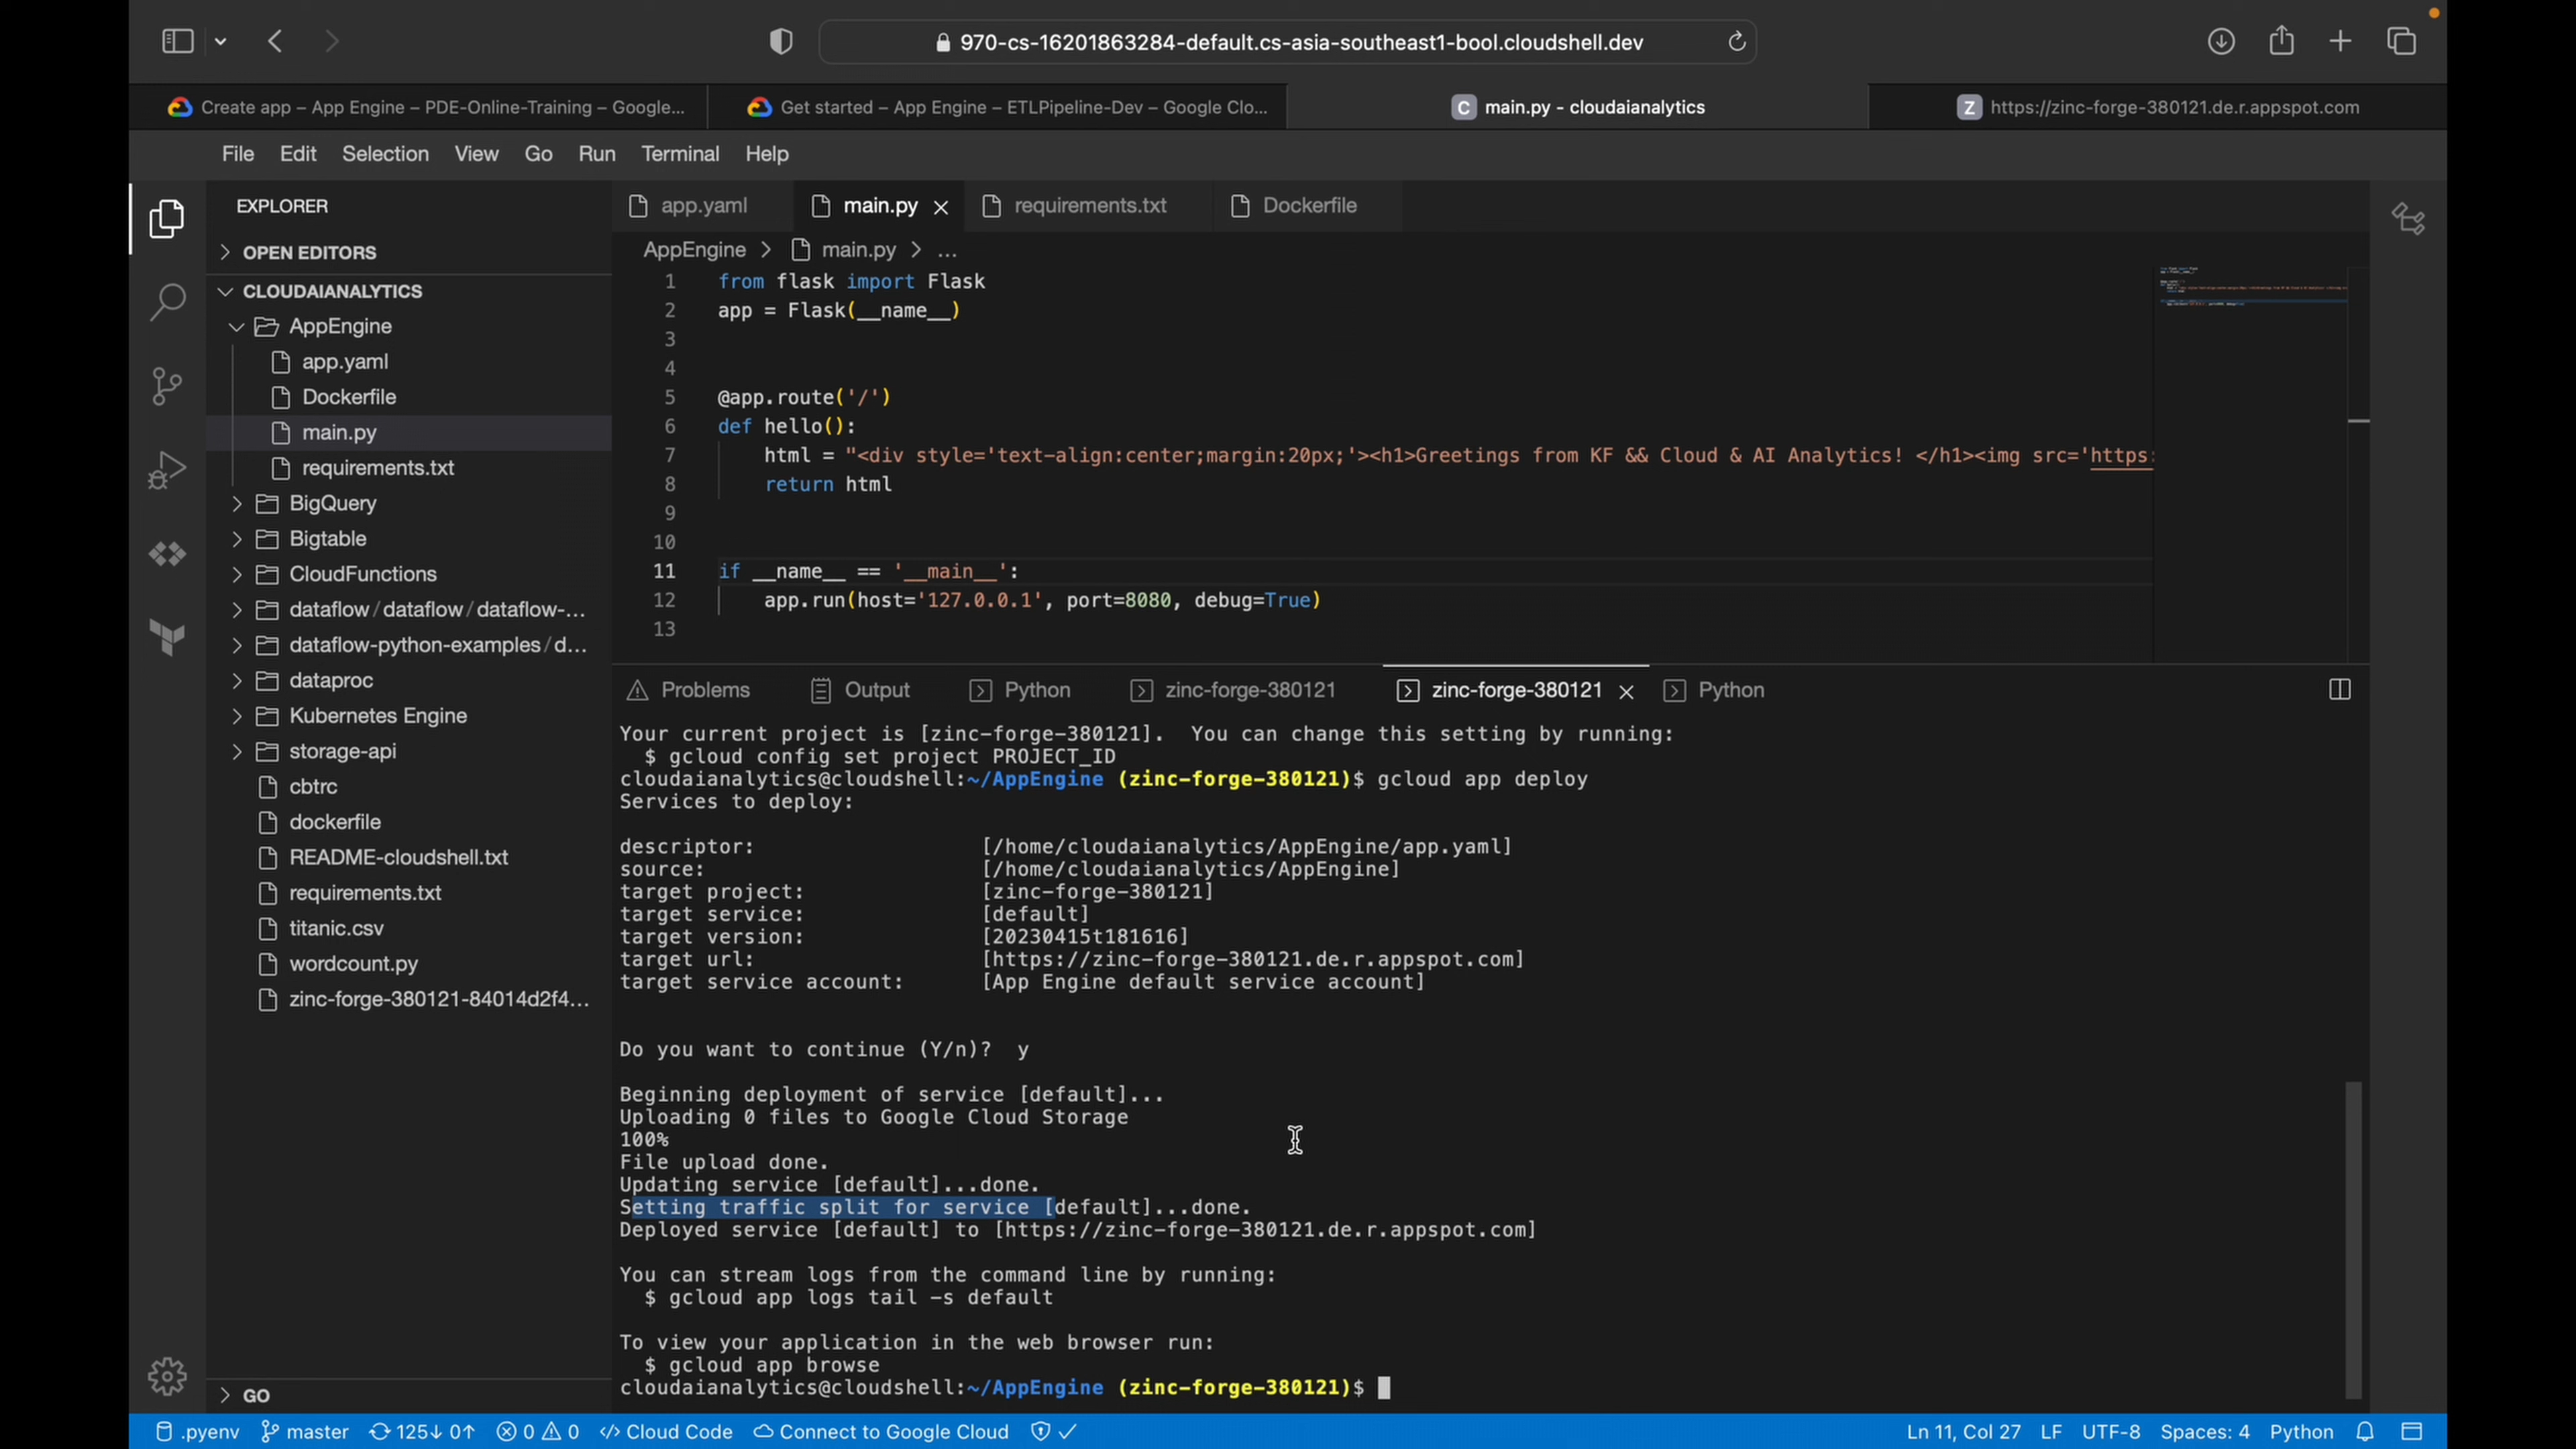 970-cs-16201863284-default.cs-asia-southeast1-bool.cloudshell.dev
Create app – App Engine – PDE-Online-Training – Google...
Get started – App Engine – ETLPipeline-Dev – Google Clo...
C main.py - cloudaianalytics
Z https://zinc-forge-380121.de.r.appspot.com
File Edit Selection View Go Run Terminal Help
EXPLORER
OPEN EDITORS
CLOUDAIANALYTICS
AppEngine
app.yaml
Dockerfile
main.py
requirements.txt
BigQuery
Bigtable
CloudFunctions
dataflow / dataflow / dataflow-...
dataflow-python-examples / d...
dataproc
Kubernetes Engine
storage-api
cbtrc
dockerfile
README-cloudshell.txt
requirements.txt
titanic.csv
wordcount.py
zinc-forge-380121-84014d2f4...
GO
app.yaml main.py requirements.txt Dockerfile
AppEngine > main.py > ...
1 from flask import Flask
2 app = Flask(__name__)
3
4
5 @app.route('/')
6 def hello():
7 html = "<div style='text-align:center;margin:20px;'><h1>Greetings from KF && Cloud & AI Analytics! </h1><img src='https:
8 return html
9
10
11 if __name__ == '__main__':
12 app.run(host='127.0.0.1', port=8080, debug=True)
13
Problems Output Python zinc-forge-380121 zinc-forge-380121 Python
Your current project is [zinc-forge-380121].  You can change this setting by running:
$ gcloud config set project PROJECT_ID
cloudaianalytics@cloudshell:~/AppEngine (zinc-forge-380121)$ gcloud app deploy
Services to deploy:
descriptor: [/home/cloudaianalytics/AppEngine/app.yaml]
source: [/home/cloudaianalytics/AppEngine]
target project: [zinc-forge-380121]
target service: [default]
target version: [20230415t181616]
target url: [https://zinc-forge-380121.de.r.appspot.com]
target service account: [App Engine default service account]
Do you want to continue (Y/n)?  y
Beginning deployment of service [default]...
Uploading 0 files to Google Cloud Storage
100%
File upload done.
Updating service [default]...done.
Setting traffic split for service [default]...done.
Deployed service [default] to [https://zinc-forge-380121.de.r.appspot.com]
You can stream logs from the command line by running:
$ gcloud app logs tail -s default
To view your application in the web browser run:
$ gcloud app browse
cloudaianalytics@cloudshell:~/AppEngine (zinc-forge-380121)$
.pyenv master 125↓ 0↑ 0 0 </> Cloud Code Connect to Google Cloud Ln 11, Col 27 LF UTF-8 Spaces: 4 Python